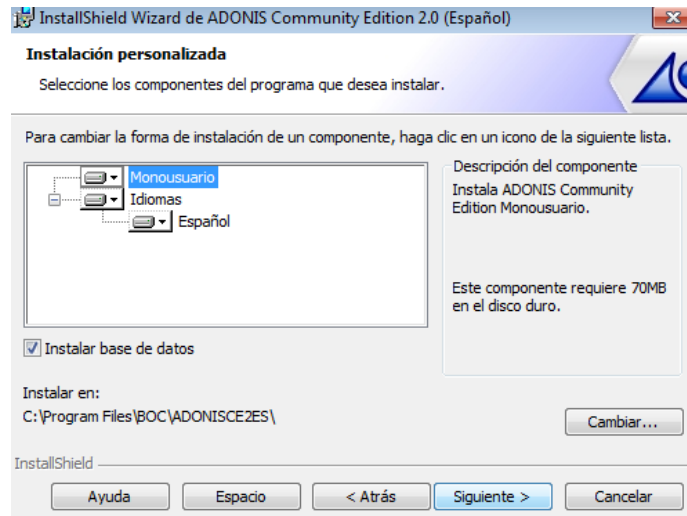 InstallShield Wizard de ADONIS Community Edition 2.0 (Español)
Instalación personalizada
Seleccione los componentes del programa que desea instalar.
Para cambiar la forma de instalación de un componente, haga clic en un icono de la siguiente lista.
Monousuario
Idiomas
Español
Descripción del componente
Instala ADONIS Community
Edition Monousuario.
Este componente requiere 70MB
en el disco duro.
Instalar base de datos
Instalar en:
C:\Program Files\BOC\ADONISCE2ES\
Cambiar...
InstallShield
Ayuda
Espacio
< Atrás
Siguiente >
Cancelar